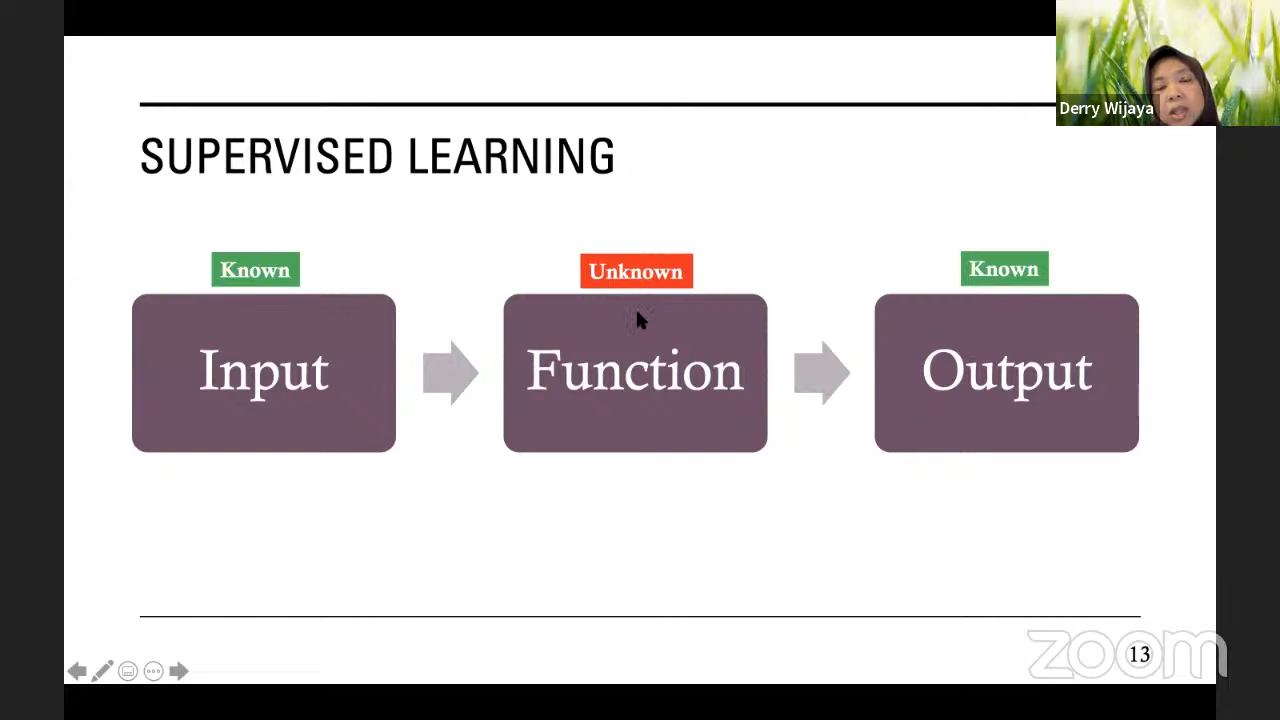 Derry Wijaya
SUPERVISED LEARNING
Known
Unknown
Known
Input
Function
Output
zoom
13